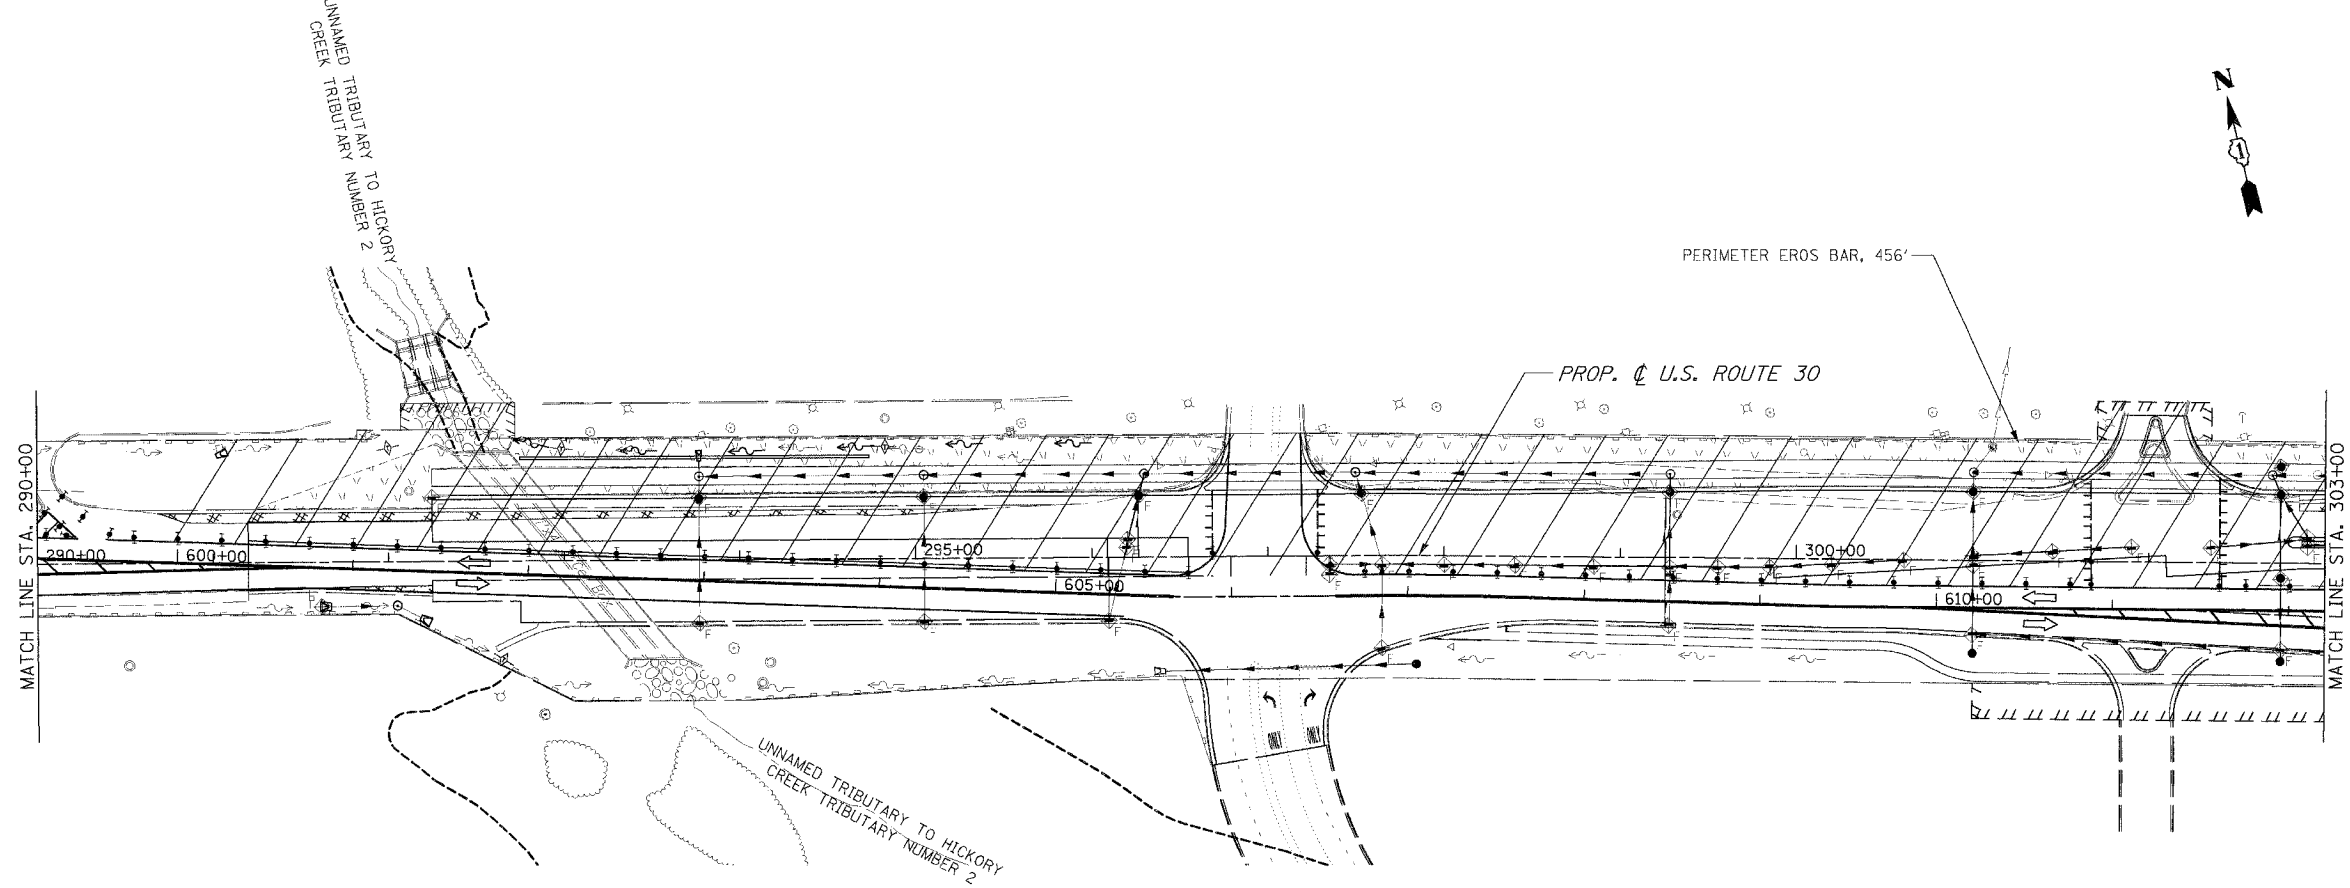 UNNAMED TRIBUTARY TO HICKORY
CREEK TRIBUTARY NUMBER 2
N
1
PERIMETER EROS BAR, 456'
PROP. ℄ U.S. ROUTE 30
MATCH LINE STA. 290+00
MATCH LINE STA. 303+00
290+00
600+00
295+00
605+00
300+00
610+00
F
F
F
F
UNNAMED TRIBUTARY TO HICKORY
CREEK TRIBUTARY NUMBER 2